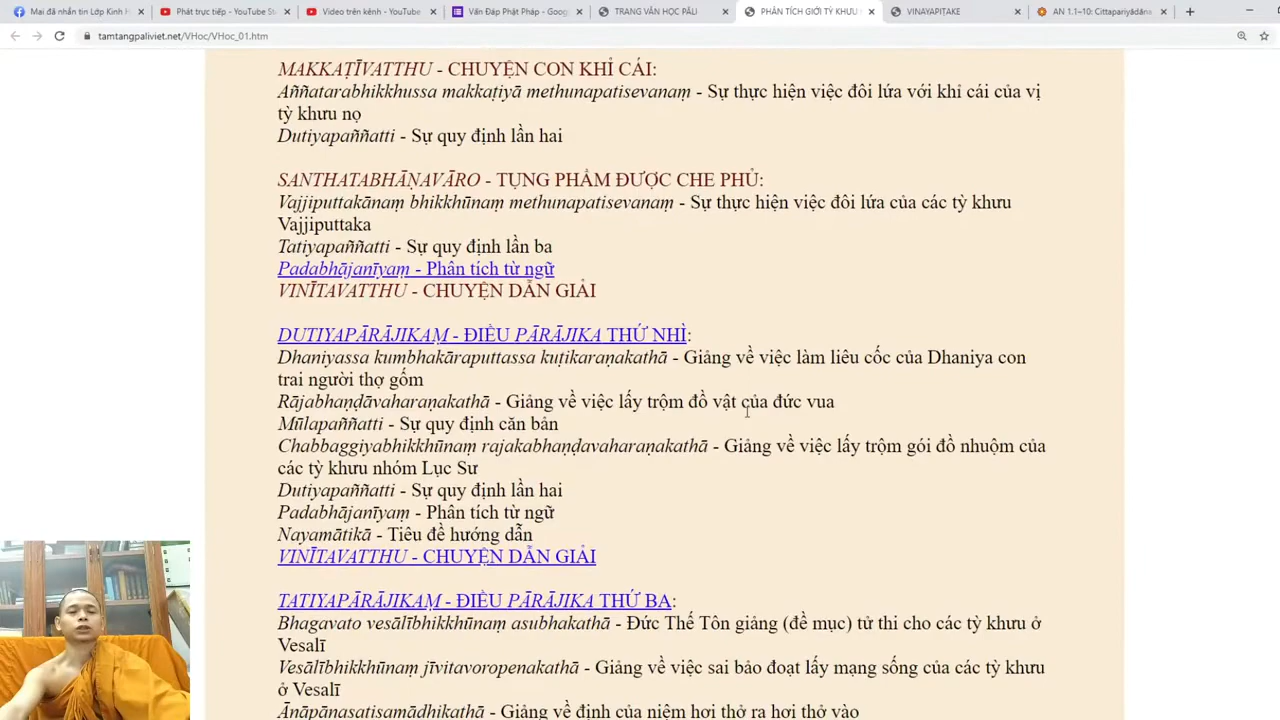 Mai đã nhắn tin Lớp Kinh H
Phát trực tiếp - YouTube St
Video trên kênh - YouTube
Vấn Đáp Phật Pháp - Goog
TRANG VĂN HỌC PĀLI
PHÂN TÍCH GIỚI TỲ KHƯU
VINAYAPIṬAKE
AN 1.1–10: Cittapariyādāna
tamtangpaliviet.net/VHoc/VHoc_01.htm
MAKKAṬĪVATTHU - CHUYỆN CON KHỈ CÁI:
Aññatarabhikkhussa makkaṭiyā methunapatisevanaṃ - Sự thực hiện việc đôi lứa với khỉ cái của vị
tỳ khưu nọ
Dutiyapaññatti - Sự quy định lần hai
SANTHATABHĀṆAVĀRO - TỤNG PHẨM ĐƯỢC CHE PHỦ:
Vajjiputtakānaṃ bhikkhūnaṃ methunapatisevanaṃ - Sự thực hiện việc đôi lứa của các tỳ khưu
Vajjiputtaka
Tatiyapaññatti - Sự quy định lần ba
Padabhājanīyaṃ - Phân tích từ ngữ
VINĪTAVATTHU - CHUYỆN DẪN GIẢI
DUTIYAPĀRĀJIKAṂ - ĐIỀU PĀRĀJIKA THỨ NHÌ:
Dhaniyassa kumbhakāraputtassa kuṭikaraṇakathā - Giảng về việc làm liêu cốc của Dhaniya con
trai người thợ gốm
Rājabhaṇḍāvaharaṇakathā - Giảng về việc lấy trộm đồ vật của đức vua
Mūlapaññatti - Sự quy định căn bản
Chabbaggiyabhikkhūnaṃ rajakabhaṇḍavaharaṇakathā - Giảng về việc lấy trộm gói đồ nhuộm của
các tỳ khưu nhóm Lục Sư
Dutiyapaññatti - Sự quy định lần hai
Padabhājanīyaṃ - Phân tích từ ngữ
Nayamātikā - Tiêu đề hướng dẫn
VINĪTAVATTHU - CHUYỆN DẪN GIẢI
TATIYAPĀRĀJIKAṂ - ĐIỀU PĀRĀJIKA THỨ BA:
Bhagavato vesālībhikkhūnaṃ asubhakathā - Đức Thế Tôn giảng (đề mục) tử thi cho các tỳ khưu ở
Vesalī
Vesālībhikkhūnaṃ jīvitavoropenakathā - Giảng về việc sai bảo đoạt lấy mạng sống của các tỳ khưu
ở Vesalī
Ānāpānasatisamādhikathā - Giảng về định của niệm hơi thở ra hơi thở vào